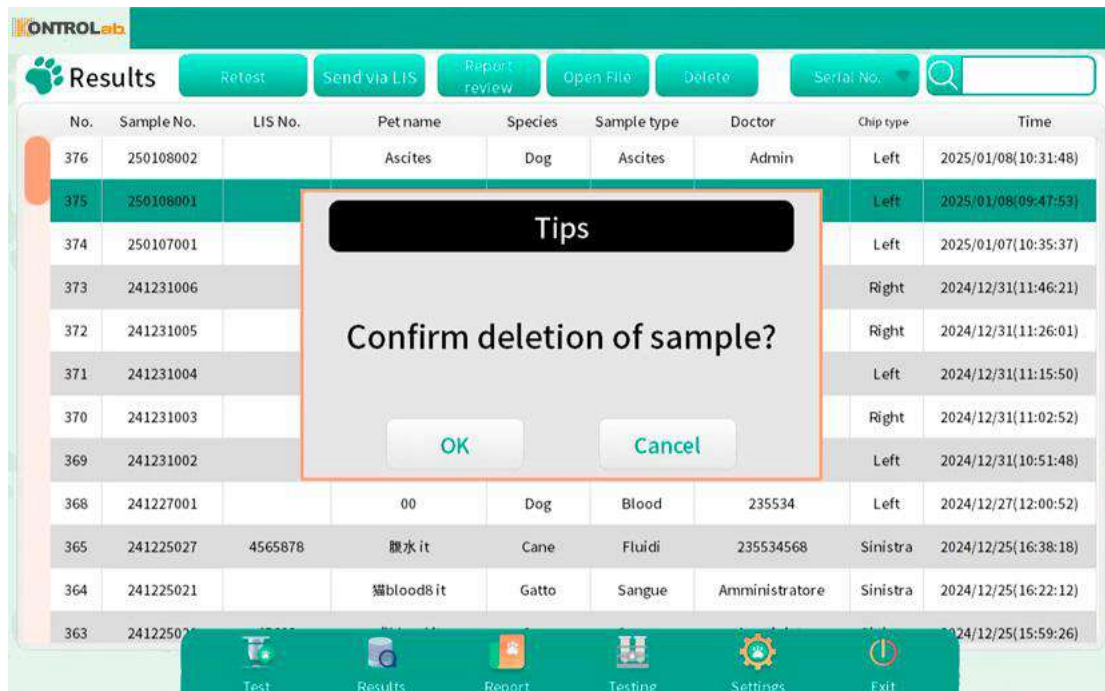 KONTROLab
Results Retest Send via LIS Report review Open File Delete Serial No.
No. Sample No. LIS No. Pet name Species Sample type Doctor Chip type Time
376 250108002 Ascites Dog Ascites Admin Left 2025/01/08(10:31:48)
375 250108001 Left 2025/01/08(09:47:53)
Tips
374 250107001 Left 2025/01/07(10:35:37)
373 241231006 Right 2024/12/31(11:46:21)
372 241231005 Right 2024/12/31(11:26:01)
Confirm deletion of sample?
371 241231004 Left 2024/12/31(11:15:50)
370 241231003 Right 2024/12/31(11:02:52)
OK Cancel
369 241231002 Left 2024/12/31(10:51:48)
368 241227001 00 Dog Blood 235534 Left 2024/12/27(12:00:52)
365 241225027 4565878 腹水 it Cane Fluidi 235534568 Sinistra 2024/12/25(16:38:18)
364 241225021 猫blood8 it Gatto Sangue Amministratore Sinistra 2024/12/25(16:22:12)
363 24/12/25(15:59:26)
Test Results Report Testing Settings Exit